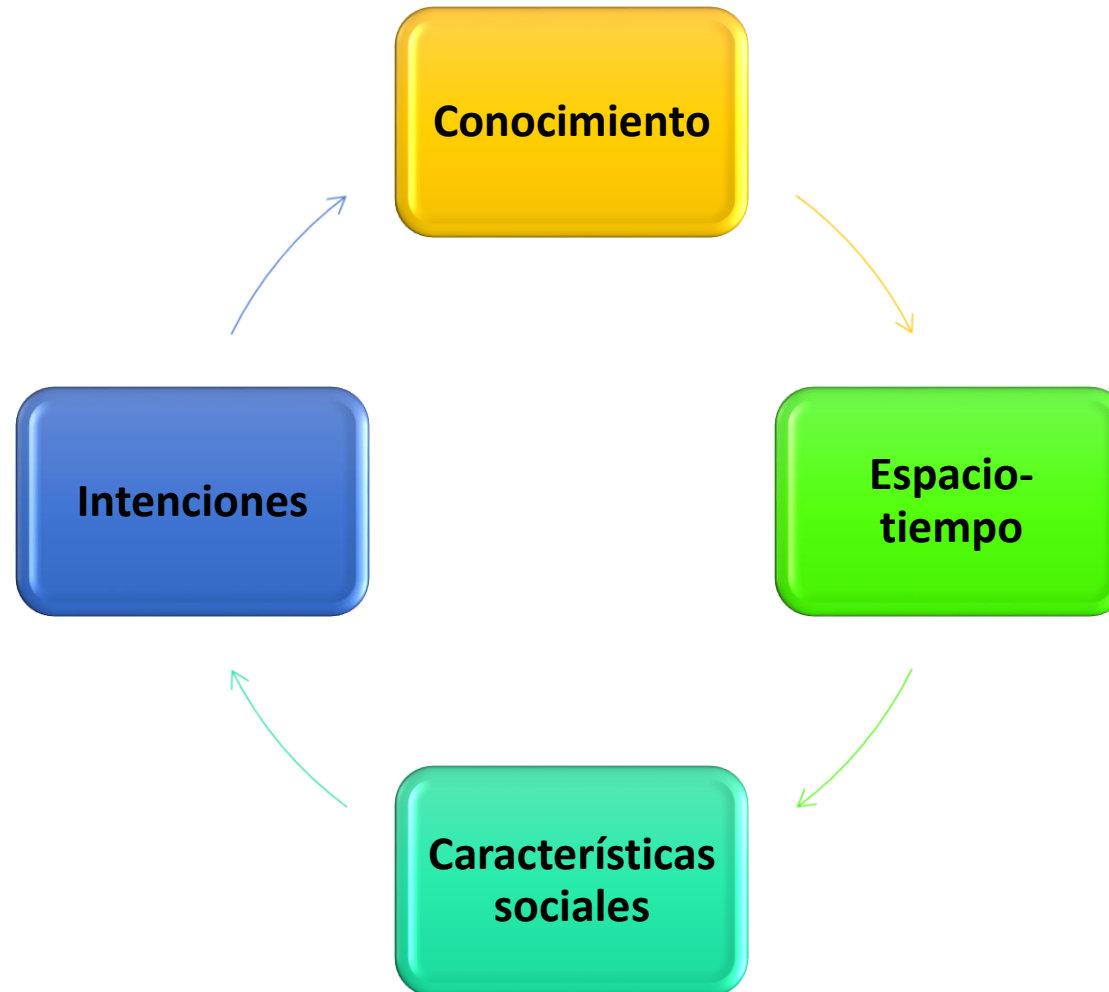 Conocimiento
Espacio-
tiempo
Características
sociales
Intenciones